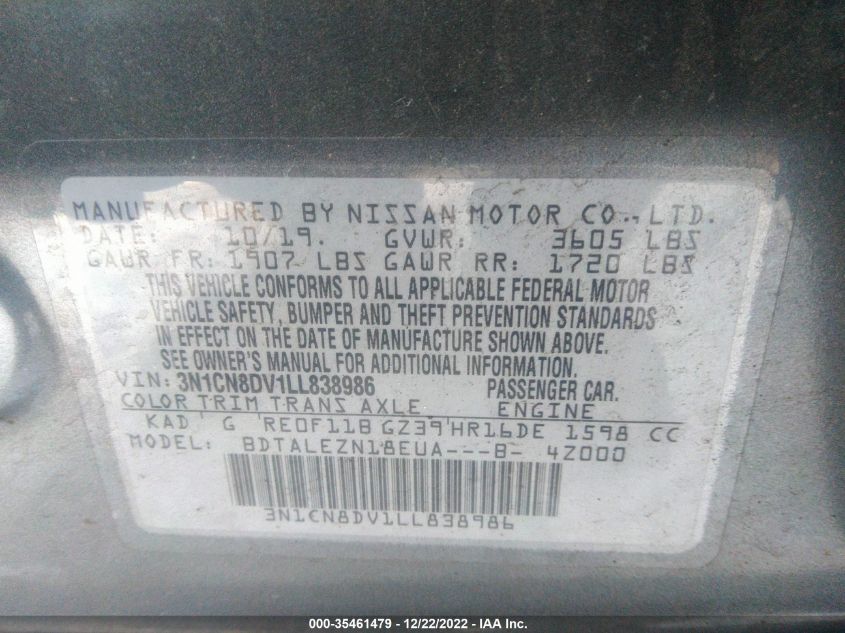 MANUFACTURED BY NISSAN MOTOR CO., LTD.
DATE: 10/19. GVWR: 3605 LBS
GAWR FR: 1907 LBS GAWR RR: 1720 LBS
THIS VEHICLE CONFORMS TO ALL APPLICABLE FEDERAL MOTOR
VEHICLE SAFETY, BUMPER AND THEFT PREVENTION STANDARDS
IN EFFECT ON THE DATE OF MANUFACTURE SHOWN ABOVE.
SEE OWNER'S MANUAL FOR ADDITIONAL INFORMATION.
VIN: 3N1CN8DV1LL838986 PASSENGER CAR.
COLOR TRIM TRANS AXLE ENGINE
KAD G RE0F11B GZ39 HR16DE 1598 CC
MODEL: BDTALEZN18EUA---B- 4Z000
3N1CN8DV1LL838986
000-35461479 - 12/22/2022 - IAA Inc.